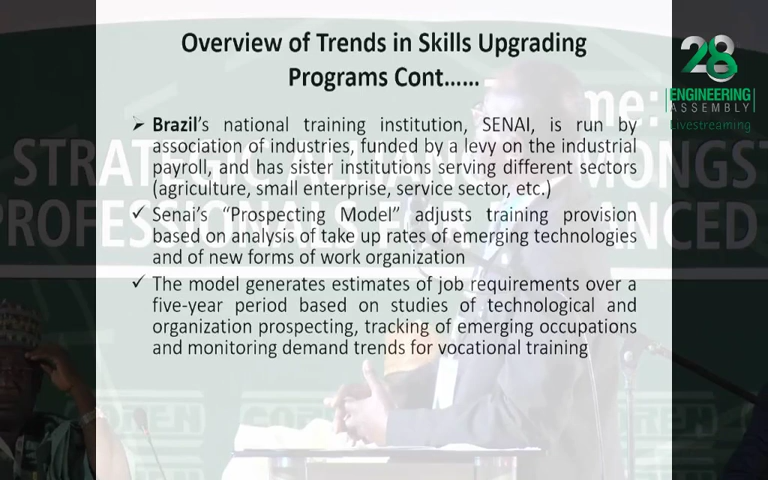 Overview of Trends in Skills Upgrading
Programs Cont……
➢ Brazil's national training institution, SENAI, is run by
association of industries, funded by a levy on the industrial
payroll, and has sister institutions serving different sectors
(agriculture, small enterprise, service sector, etc.)
✓ Senai's “Prospecting Model” adjusts training provision
based on analysis of take up rates of emerging technologies
and of new forms of work organization
✓ The model generates estimates of job requirements over a
five-year period based on studies of technological and
organization prospecting, tracking of emerging occupations
and monitoring demand trends for vocational training
28
ENGINEERING
ASSEMBLY
Livestreaming
me:
STRATEGIC
PROFESSIONALS
COREN